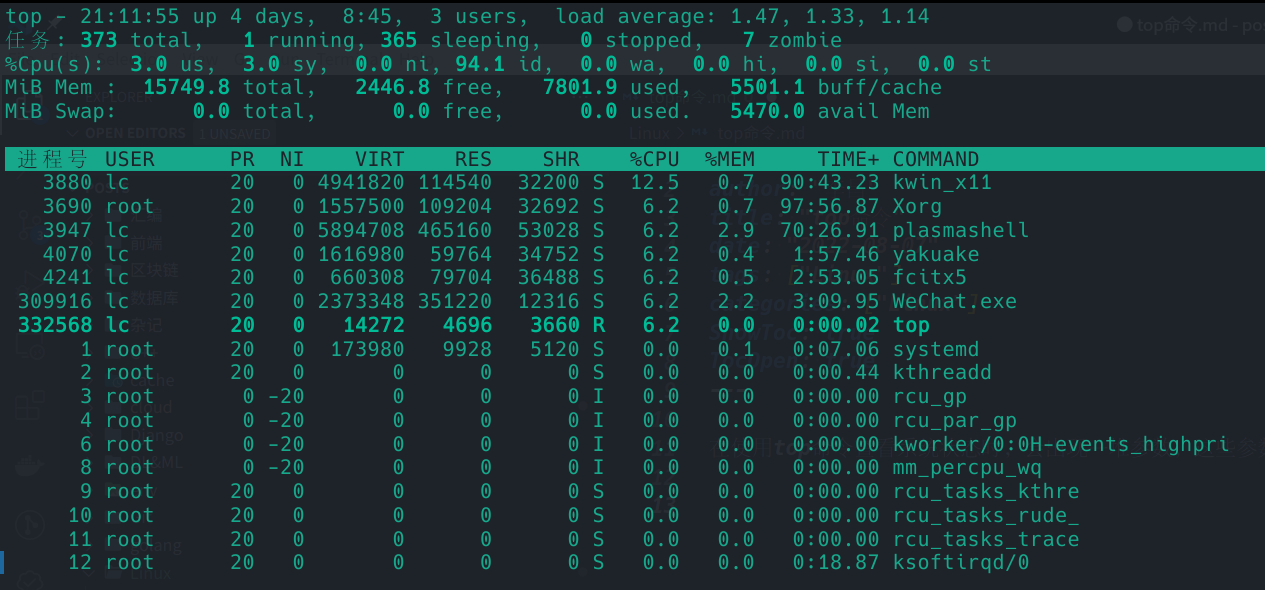 top - 21:11:55 up 4 days,  8:45,  3 users,  load average: 1.47, 1.33, 1.14
任务: 373 total,   1 running, 365 sleeping,   0 stopped,   7 zombie
%Cpu(s):  3.0 us,  3.0 sy,  0.0 ni, 94.1 id,  0.0 wa,  0.0 hi,  0.0 si,  0.0 st
MiB Mem :  15749.8 total,   2446.8 free,   7801.9 used,   5501.1 buff/cache
MiB Swap:      0.0 total,      0.0 free,      0.0 used.   5470.0 avail Mem
进程号 USER      PR  NI    VIRT    RES    SHR    %CPU  %MEM     TIME+ COMMAND
3880 lc        20   0 4941820 114540  32200 S  12.5   0.7  90:43.23 kwin_x11
3690 root      20   0 1557500 109204  32692 S   6.2   0.7  97:56.87 Xorg
3947 lc        20   0 5894708 465160  53028 S   6.2   2.9  70:26.91 plasmashell
4070 lc        20   0 1616980  59764  34752 S   6.2   0.4   1:57.46 yakuake
4241 lc        20   0  660308  79704  36488 S   6.2   0.5   2:53.05 fcitx5
309916 lc        20   0 2373348 351220  12316 S   6.2   2.2   3:09.95 WeChat.exe
332568 lc        20   0   14272   4696   3660 R   6.2   0.0   0:00.02 top
1 root      20   0  173980   9928   5120 S   0.0   0.1   0:07.06 systemd
2 root      20   0       0      0      0 S   0.0   0.0   0:00.44 kthreadd
3 root       0 -20       0      0      0 I   0.0   0.0   0:00.00 rcu_gp
4 root       0 -20       0      0      0 I   0.0   0.0   0:00.00 rcu_par_gp
6 root       0 -20       0      0      0 I   0.0   0.0   0:00.00 kworker/0:0H-events_highpri
8 root       0 -20       0      0      0 I   0.0   0.0   0:00.00 mm_percpu_wq
9 root      20   0       0      0      0 S   0.0   0.0   0:00.00 rcu_tasks_kthre
10 root      20   0       0      0      0 S   0.0   0.0   0:00.00 rcu_tasks_rude_
11 root      20   0       0      0      0 S   0.0   0.0   0:00.00 rcu_tasks_trace
12 root      20   0       0      0      0 S   0.0   0.0   0:18.87 ksoftirqd/0